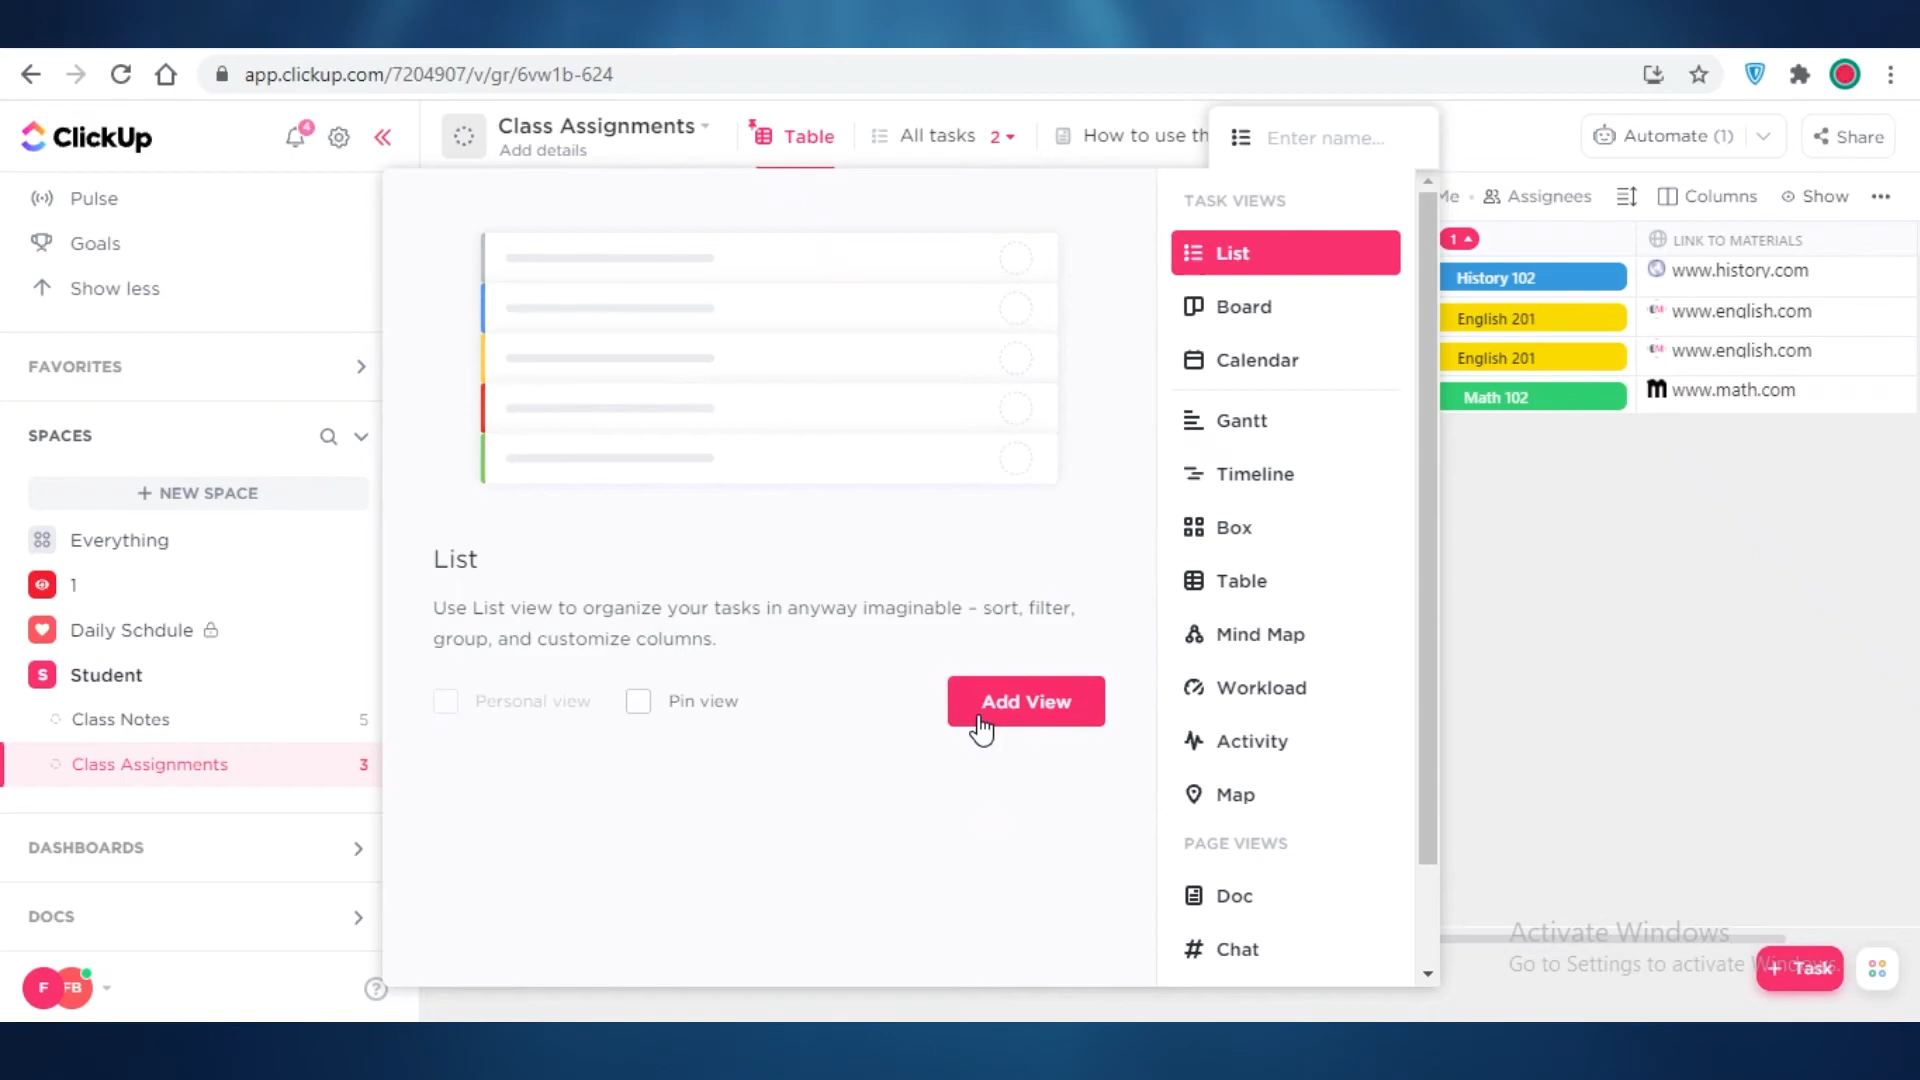 app.clickup.com/7204907/v/gr/6vw1b-624
ClickUp
4
Class Assignments
Add details
Table
All tasks 2
How to use th
Enter name...
Automate (1)
Share
Pulse
Goals
Show less
FAVORITES
SPACES
+ NEW SPACE
Everything
1
Daily Schdule
S Student
Class Notes 5
Class Assignments 3
DASHBOARDS
DOCS
F FB
?
List
Use List view to organize your tasks in anyway imaginable – sort, filter,
group, and customize columns.
Personal view
Pin view
Add View
TASK VIEWS
List
Board
Calendar
Gantt
Timeline
Box
Table
Mind Map
Workload
Activity
Map
PAGE VIEWS
Doc
# Chat
Me
Assignees
Columns
Show
1
LINK TO MATERIALS
History 102 www.history.com
English 201 www.english.com
English 201 www.english.com
Math 102 m www.math.com
Activate Windows
Go to Settings to activate Windows.
+ Task